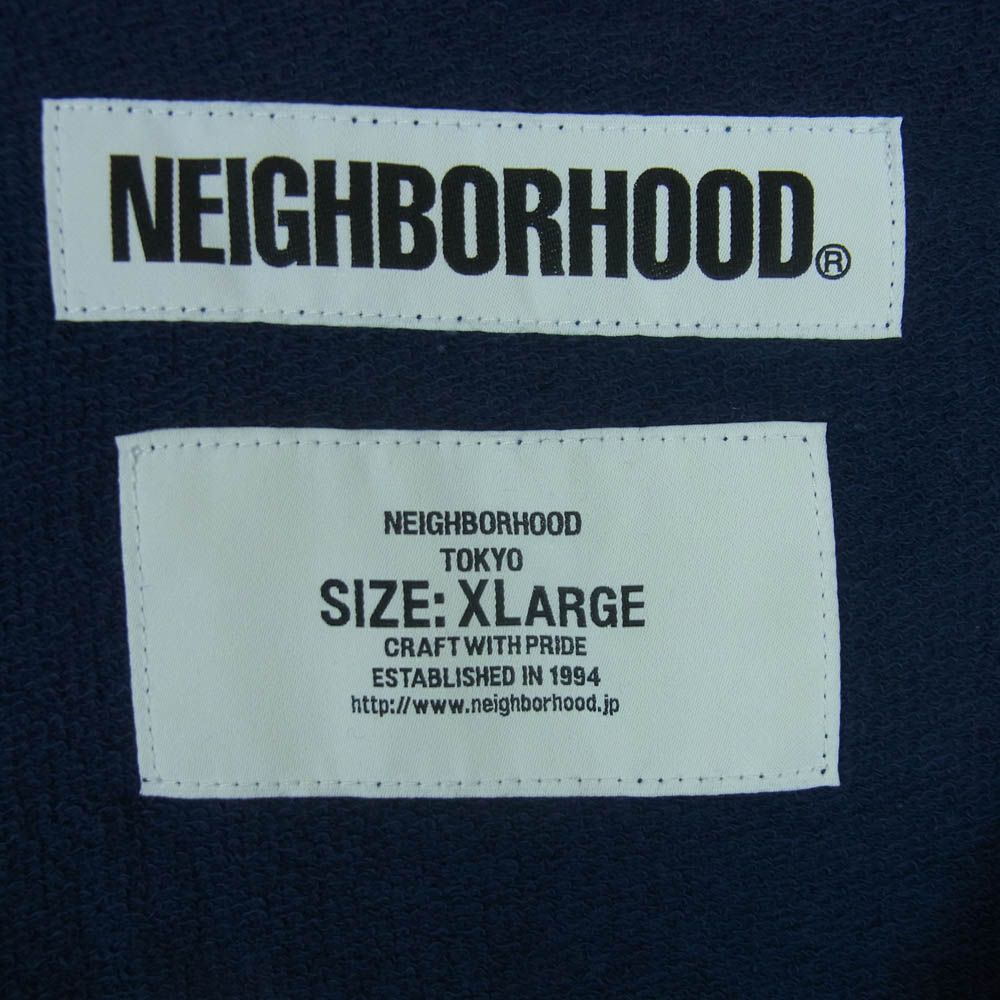 NEIGHBORHOOD®
NEIGHBORHOOD
TOKYO
SIZE: XLARGE
CRAFT WITH PRIDE
ESTABLISHED IN 1994
http://www.neighborhood.jp